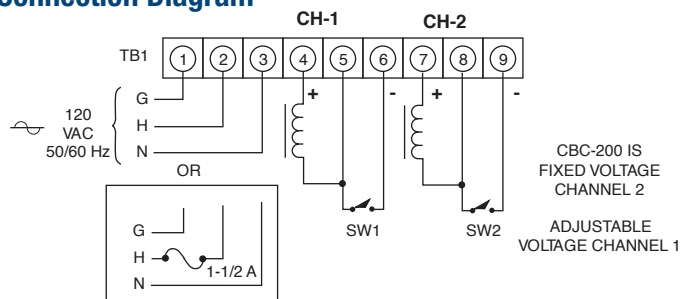 Connection Diagram
CH-1 CH-2
TB1 1 2 3 4 5 6 7 8 9
+ - + -
G
H
N
120
VAC
50/60 Hz
OR
G
H
N
1-1/2 A
SW1 SW2
CBC-200 IS
FIXED VOLTAGE
CHANNEL 2
ADJUSTABLE
VOLTAGE CHANNEL 1